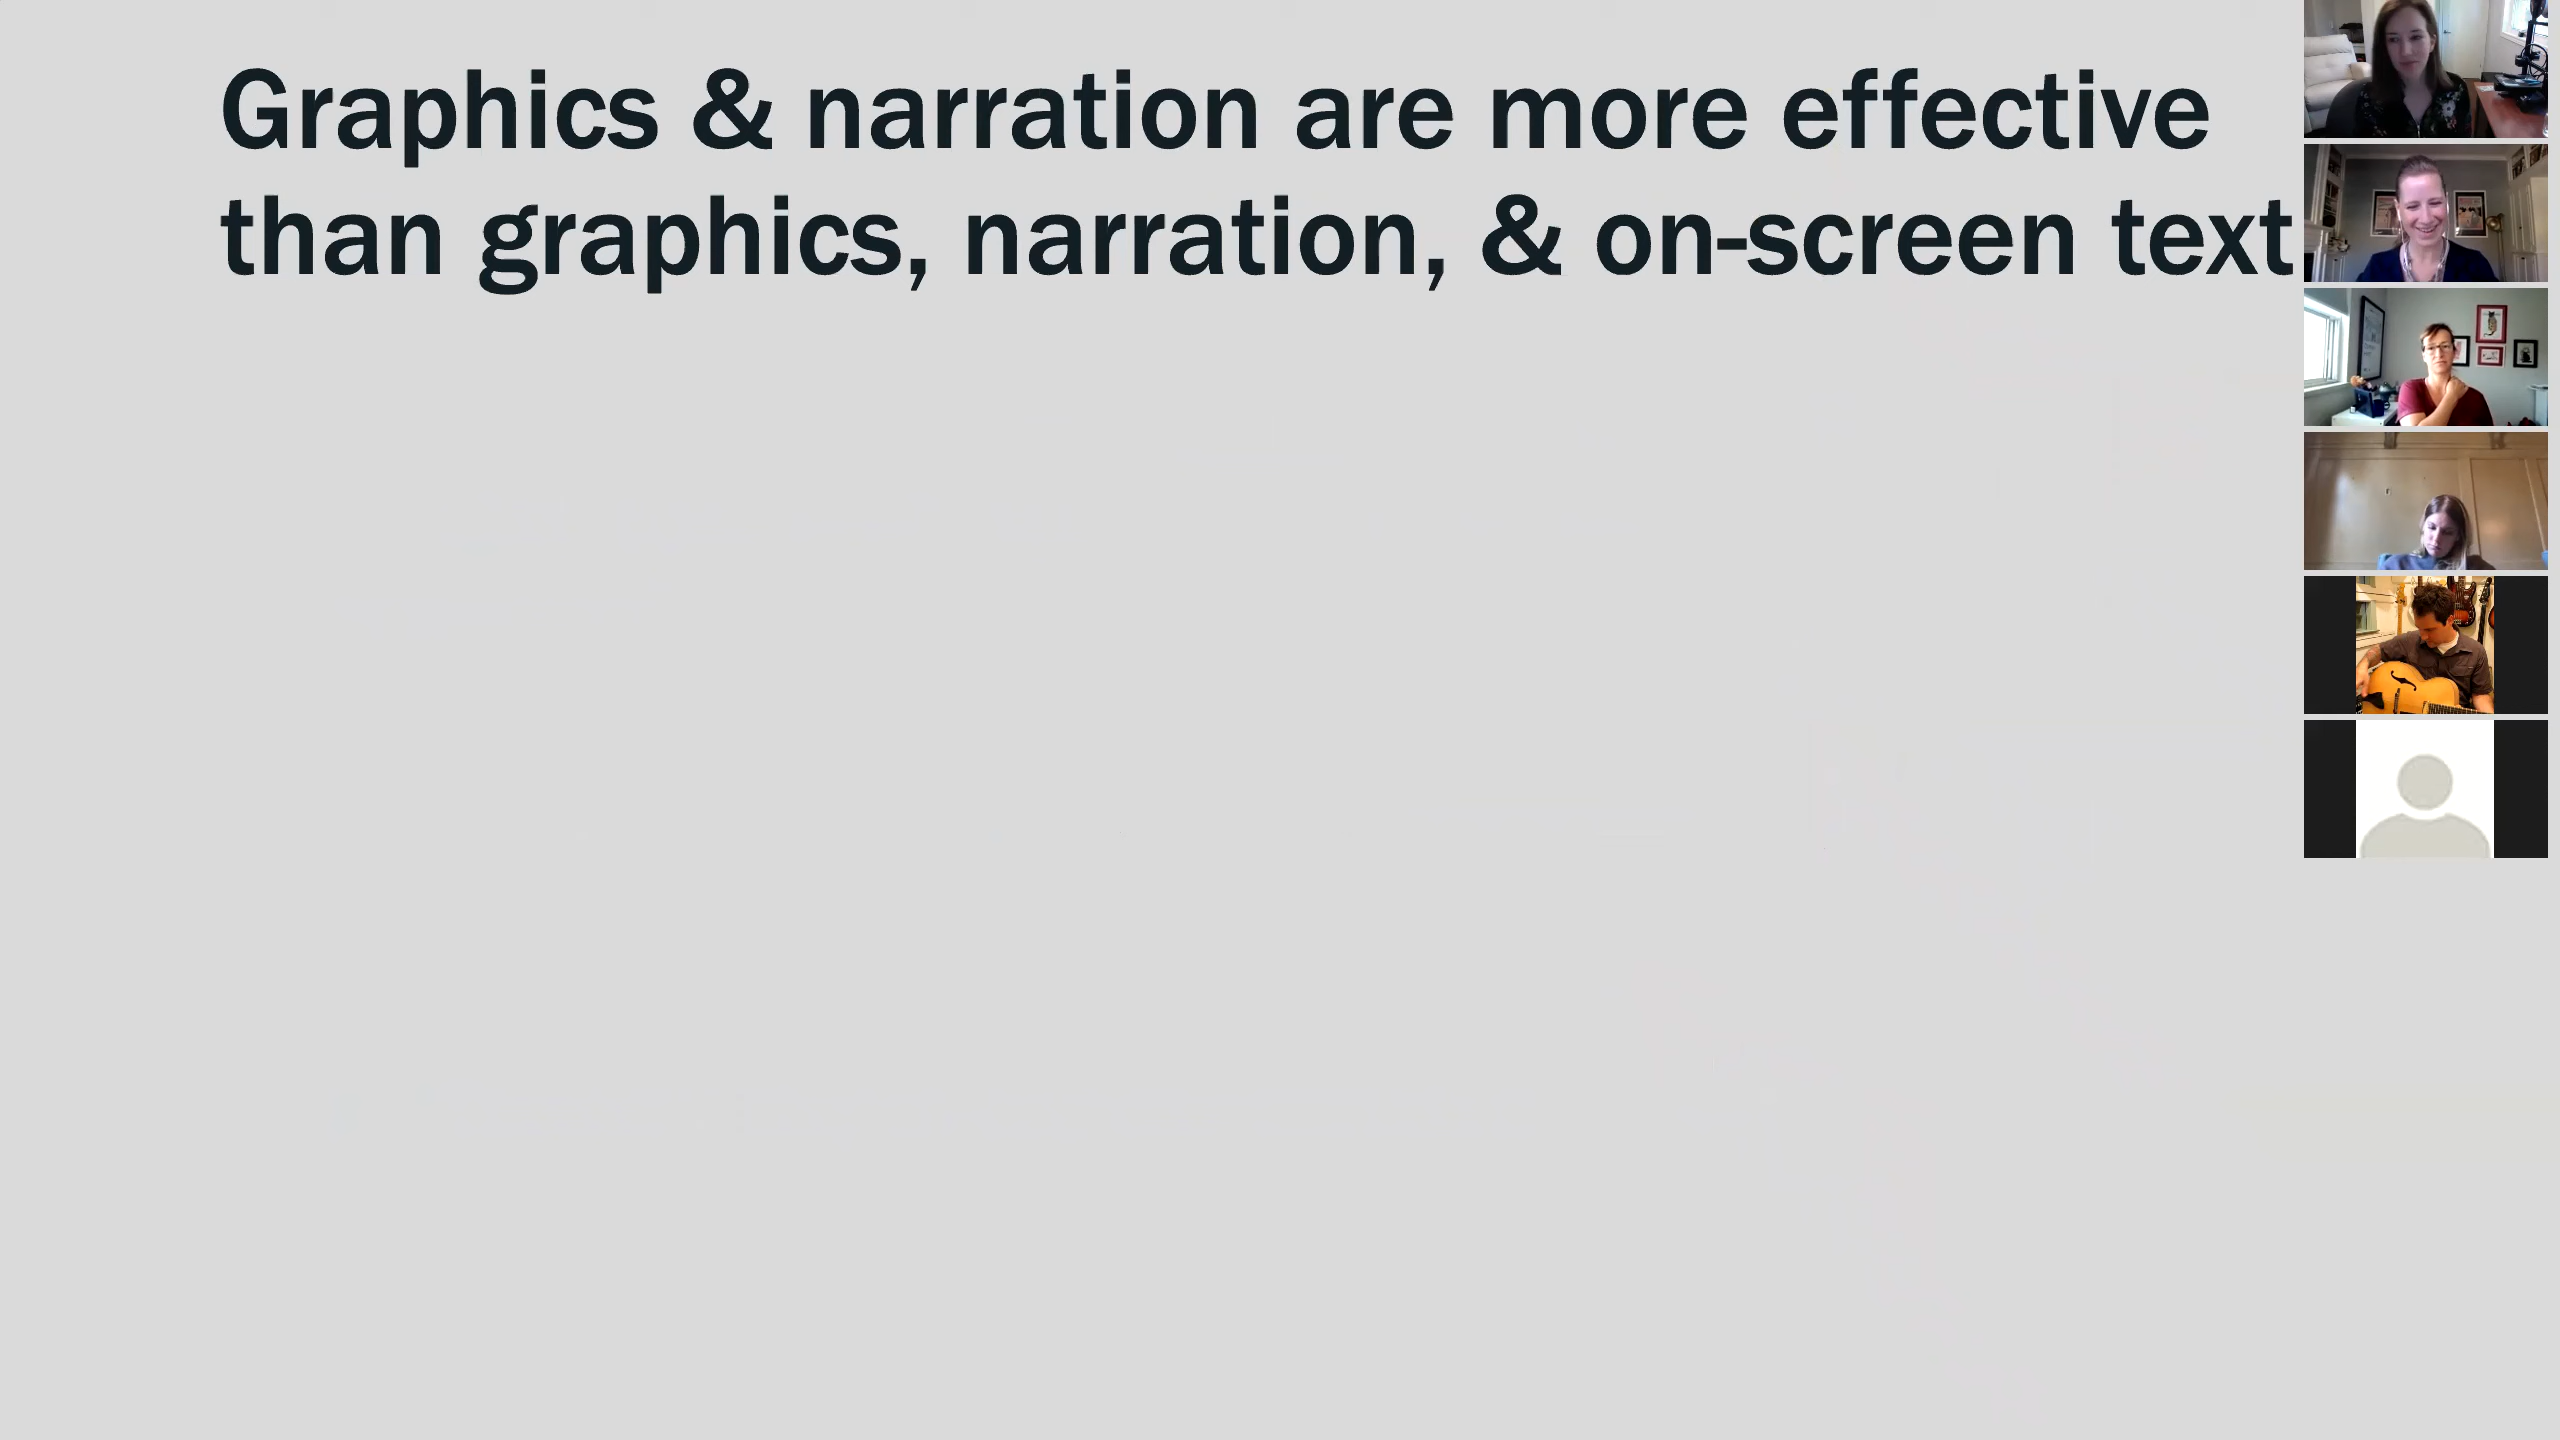 Graphics & narration are more effective
than graphics, narration, & on-screen text